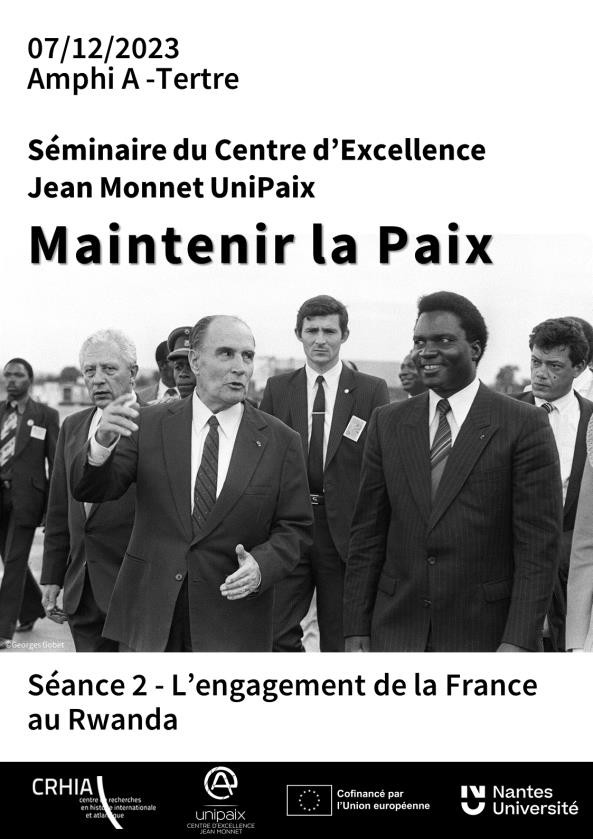 07/12/2023
Amphi A -Tertre
Séminaire du Centre d’Excellence
Jean Monnet UniPaix
Maintenir la Paix
©Georges Gobet
Séance 2 - L’engagement de la France
au Rwanda
CRHIA
centre de recherches
en histoire internationale
et atlantique
unipaix
CENTRE D'EXCELLENCE
JEAN MONNET
Cofinancé par
l’Union européenne
Nantes
Université